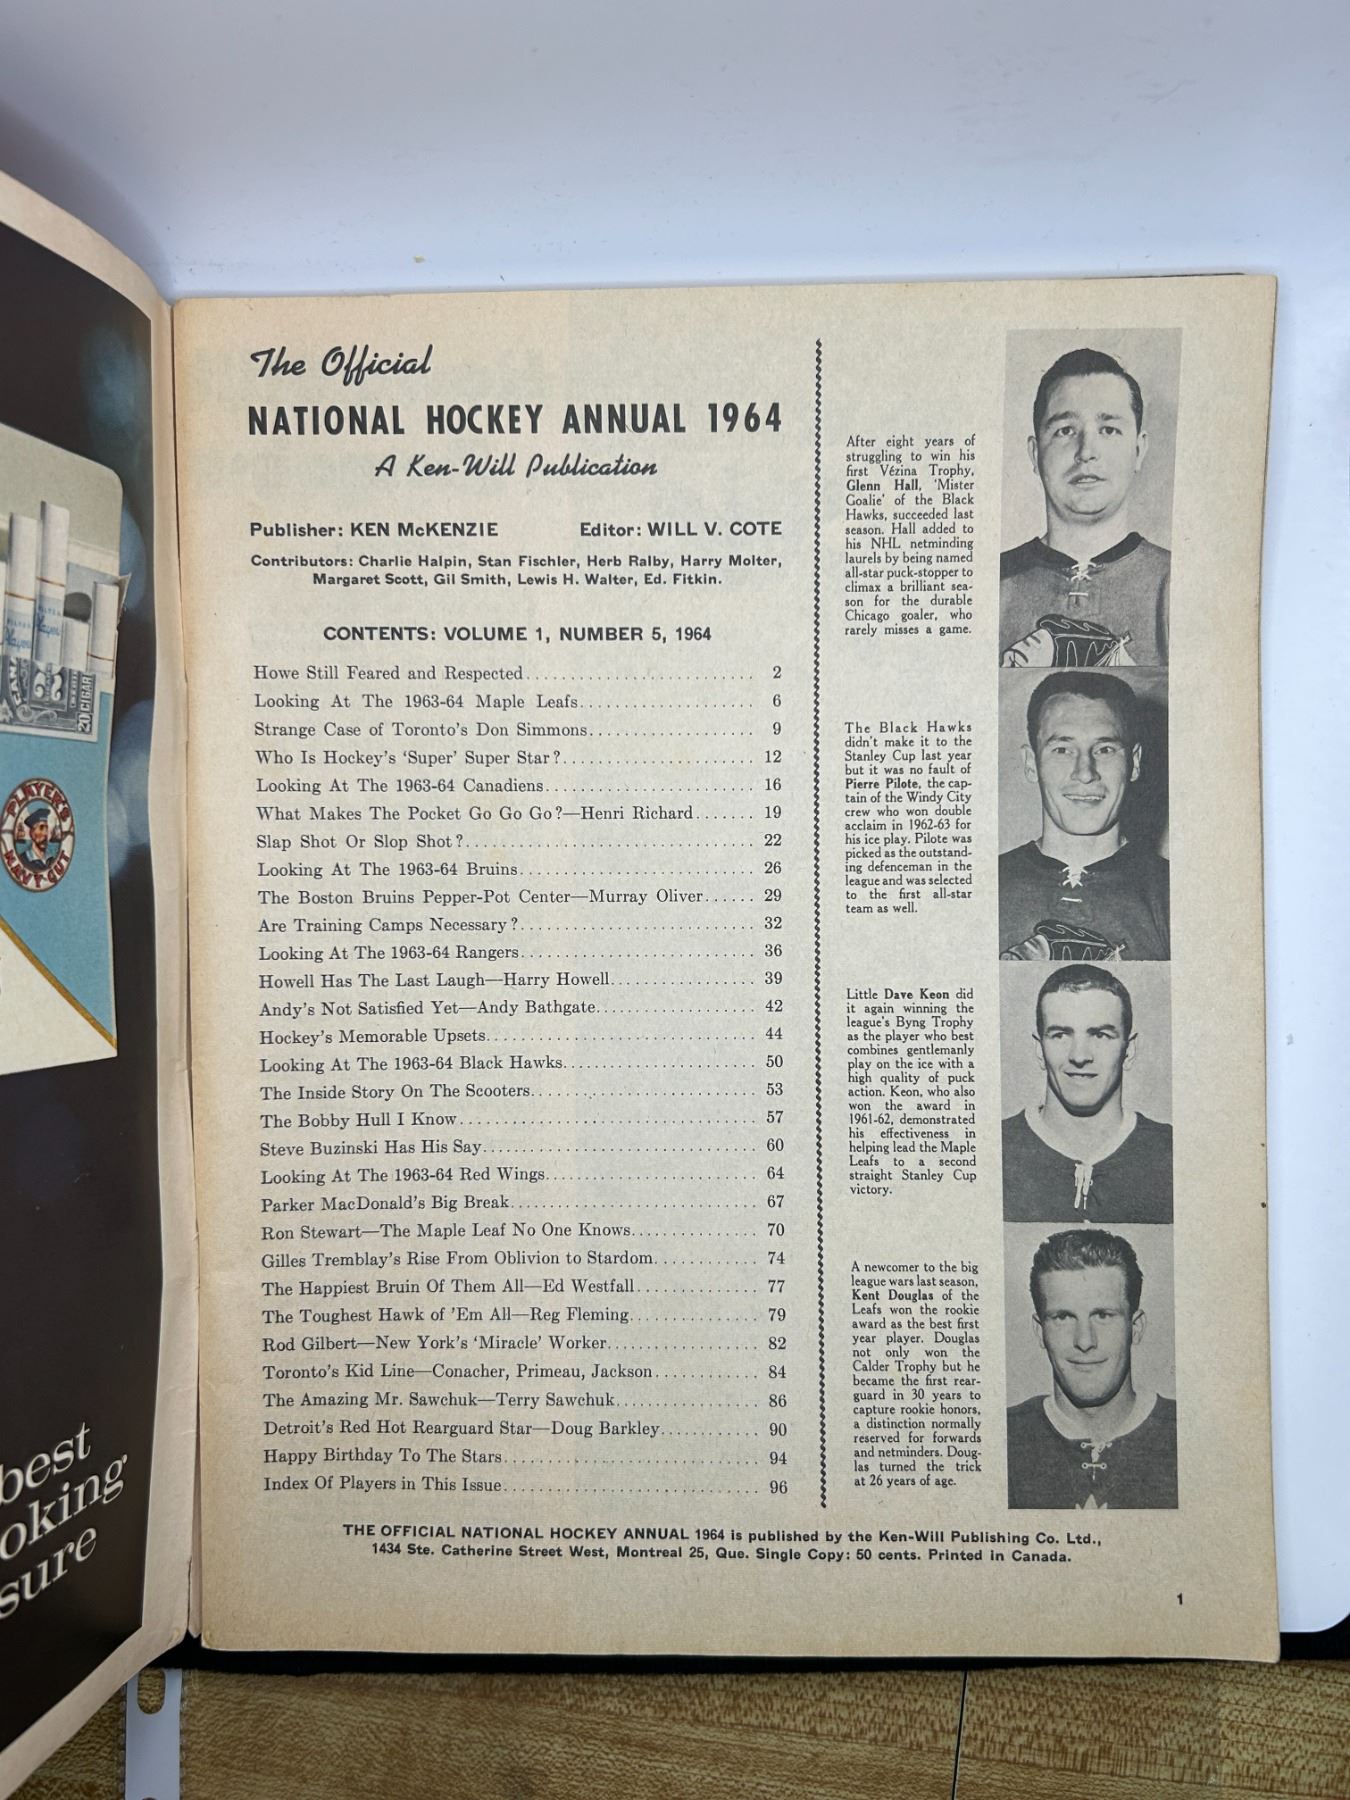 The Official
NATIONAL HOCKEY ANNUAL 1964
A Ken-Will Publication
Publisher: KEN McKENZIE Editor: WILL V. COTE
Contributors: Charlie Halpin, Stan Fischler, Herb Ralby, Harry Molter,
Margaret Scott, Gil Smith, Lewis H. Walter, Ed. Fitkin.
CONTENTS: VOLUME 1, NUMBER 5, 1964
Howe Still Feared and Respected 2
Looking At The 1963-64 Maple Leafs 6
Strange Case of Toronto's Don Simmons 9
Who Is Hockey's 'Super' Super Star? 12
Looking At The 1963-64 Canadiens 16
What Makes The Pocket Go Go Go?—Henri Richard 19
Slap Shot Or Slop Shot? 22
Looking At The 1963-64 Bruins 26
The Boston Bruins Pepper-Pot Center—Murray Oliver 29
Are Training Camps Necessary? 32
Looking At The 1963-64 Rangers 36
Howell Has The Last Laugh—Harry Howell 39
Andy's Not Satisfied Yet—Andy Bathgate 42
Hockey's Memorable Upsets 44
Looking At The 1963-64 Black Hawks 50
The Inside Story On The Scooters 53
The Bobby Hull I Know 57
Steve Buzinski Has His Say 60
Looking At The 1963-64 Red Wings 64
Parker MacDonald's Big Break 67
Ron Stewart—The Maple Leaf No One Knows 70
Gilles Tremblay's Rise From Oblivion to Stardom 74
The Happiest Bruin Of Them All—Ed Westfall 77
The Toughest Hawk of 'Em All—Reg Fleming 79
Rod Gilbert—New York's 'Miracle' Worker 82
Toronto's Kid Line—Conacher, Primeau, Jackson 84
The Amazing Mr. Sawchuk—Terry Sawchuk 86
Detroit's Red Hot Rearguard Star—Doug Barkley 90
Happy Birthday To The Stars 94
Index Of Players in This Issue 96
After eight years of
struggling to win his
first Vézina Trophy,
Glenn Hall, 'Mister
Goalie' of the Black
Hawks, succeeded last
season. Hall added to
his NHL netminding
laurels by being named
all-star puck-stopper to
climax a brilliant sea-
son for the durable
Chicago goaler, who
rarely misses a game.
The Black Hawks
didn't make it to the
Stanley Cup last year
but it was no fault of
Pierre Pilote, the cap-
tain of the Windy City
crew who won double
acclaim in 1962-63 for
his ice play. Pilote was
picked as the outstand-
ing defenceman in the
league and was selected
to the first all-star
team as well.
Little Dave Keon did
it again winning the
league's Byng Trophy
as the player who best
combines gentlemanly
play on the ice with a
high quality of puck
action. Keon, who also
won the award in
1961-62, demonstrated
his effectiveness in
helping lead the Maple
Leafs to a second
straight Stanley Cup
victory.
A newcomer to the big
league wars last season,
Kent Douglas of the
Leafs won the rookie
award as the best first
year player. Douglas
not only won the
Calder Trophy but he
became the first rear-
guard in 30 years to
capture rookie honors,
a distinction normally
reserved for forwards
and netminders. Doug-
las turned the trick
at 26 years of age.
THE OFFICIAL NATIONAL HOCKEY ANNUAL 1964 is published by the Ken-Will Publishing Co. Ltd.,
1434 Ste. Catherine Street West, Montreal 25, Que. Single Copy: 50 cents. Printed in Canada.
1
PLAYER'S
NAVY CUT
20 CIGAR
best
oking
sure